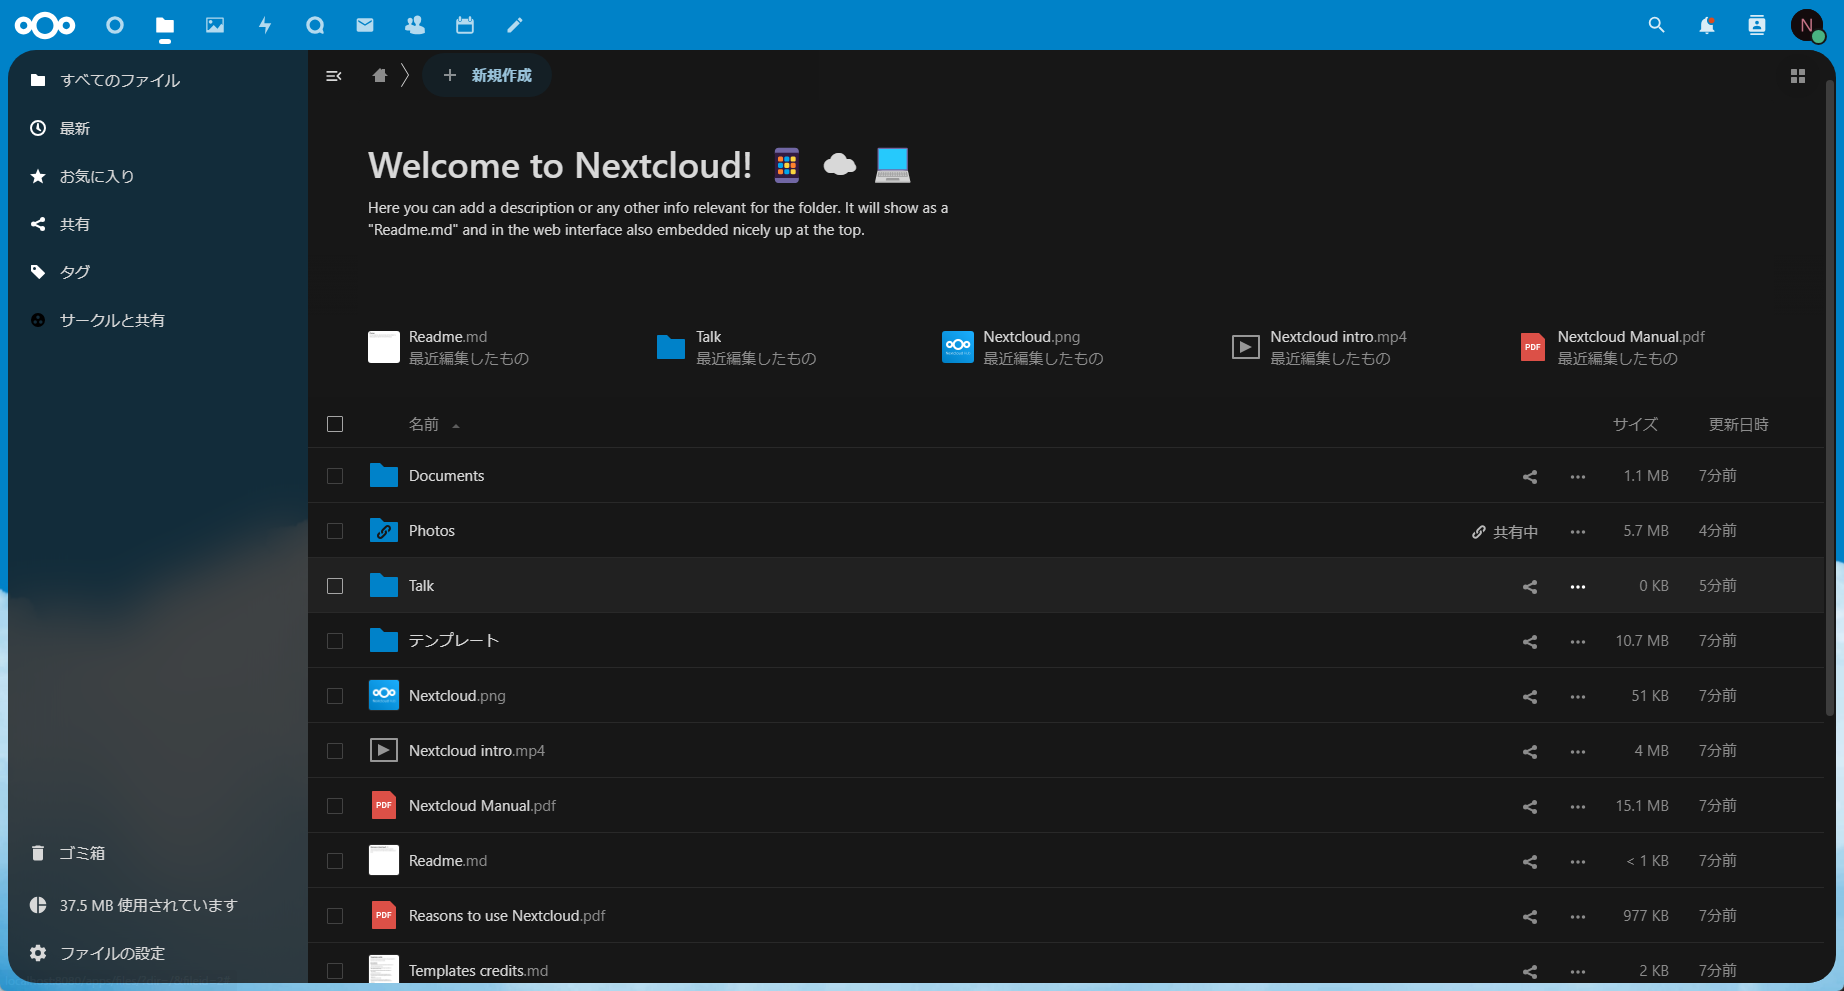 N
すべてのファイル
最新
お気に入り
共有
タグ
サークルと共有
ゴミ箱
37.5 MB 使用されています
ファイルの設定
+ 新規作成
Welcome to Nextcloud!
Here you can add a description or any other info relevant for the folder. It will show as a
"Readme.md" and in the web interface also embedded nicely up at the top.
Readme.md
最近編集したもの
Talk
最近編集したもの
Nextcloud.png
最近編集したもの
Nextcloud intro.mp4
最近編集したもの
PDF
Nextcloud Manual.pdf
最近編集したもの
名前 サイズ 更新日時
Documents 1.1 MB 7分前
Photos 共有中 5.7 MB 4分前
Talk 0 KB 5分前
テンプレート 10.7 MB 7分前
Nextcloud.png 51 KB 7分前
Nextcloud intro.mp4 4 MB 7分前
PDF Nextcloud Manual.pdf 15.1 MB 7分前
Readme.md < 1 KB 7分前
PDF Reasons to use Nextcloud.pdf 977 KB 7分前
Templates credits.md 2 KB 7分前